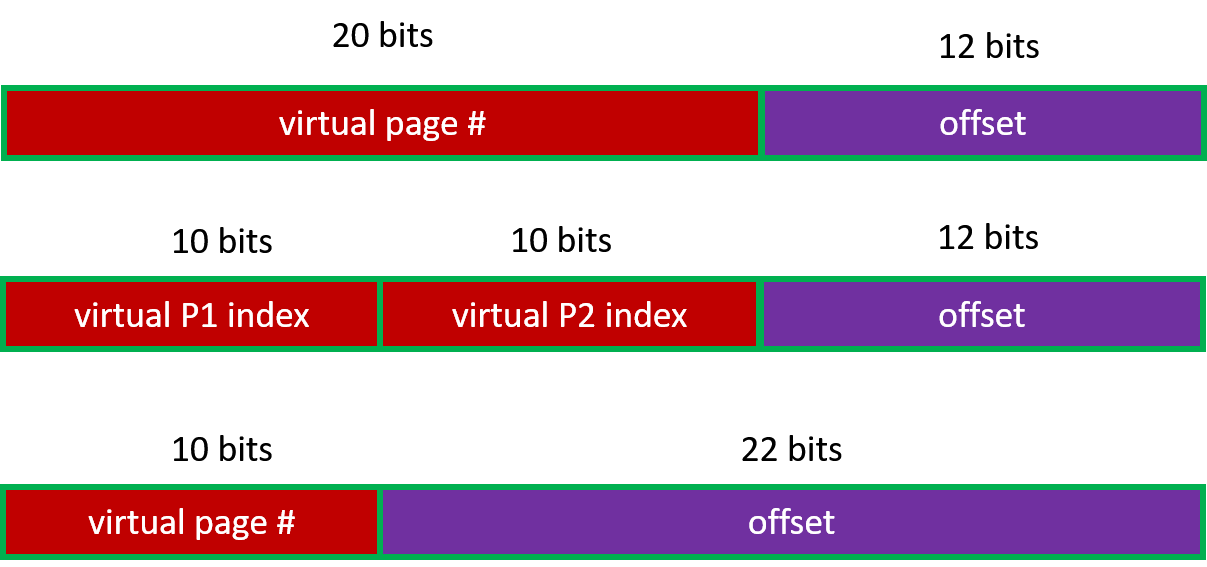 20 bits
12 bits
virtual page #
offset
10 bits
10 bits
12 bits
virtual P1 index
virtual P2 index
offset
10 bits
22 bits
virtual page #
offset